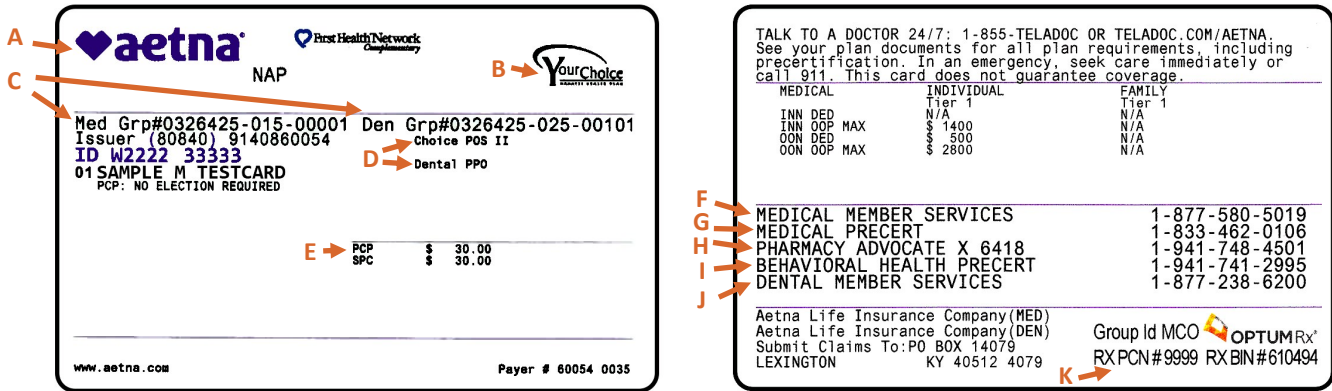 A
aetna
First Health Network
Complementary
B
YourChoice
NAP
C
Med Grp#0326425-015-00001 Den Grp#0326425-025-00101
Issuer (80840) 9140860054
Choice POS II
D
ID W2222 33333
Dental PPO
01 SAMPLE M TESTCARD
PCP: NO ELECTION REQUIRED
E
PCP $ 30.00
SPC $ 30.00
www.aetna.com
Payer # 60054 0035
TALK TO A DOCTOR 24/7: 1-855-TELADOC OR TELADOC.COM/AETNA.
See your plan documents for all plan requirements, including
precertification. In an emergency, seek care immediately or
call 911. This card does not guarantee coverage.
MEDICAL INDIVIDUAL FAMILY
Tier 1 Tier 1
INN DED N/A N/A
INN OOP MAX $ 1400 N/A
OON DED $ 500 N/A
OON OOP MAX $ 2800 N/A
F MEDICAL MEMBER SERVICES 1-877-580-5019
G MEDICAL PRECERT 1-833-462-0106
H PHARMACY ADVOCATE X 6418 1-941-748-4501
I BEHAVIORAL HEALTH PRECERT 1-941-741-2995
J DENTAL MEMBER SERVICES 1-877-238-6200
Aetna Life Insurance Company(MED)
Aetna Life Insurance Company(DEN)
Submit Claims To:PO BOX 14079
LEXINGTON KY 40512 4079
Group Id MCO OPTUMRx®
RX PCN # 9999 RX BIN #610494
K